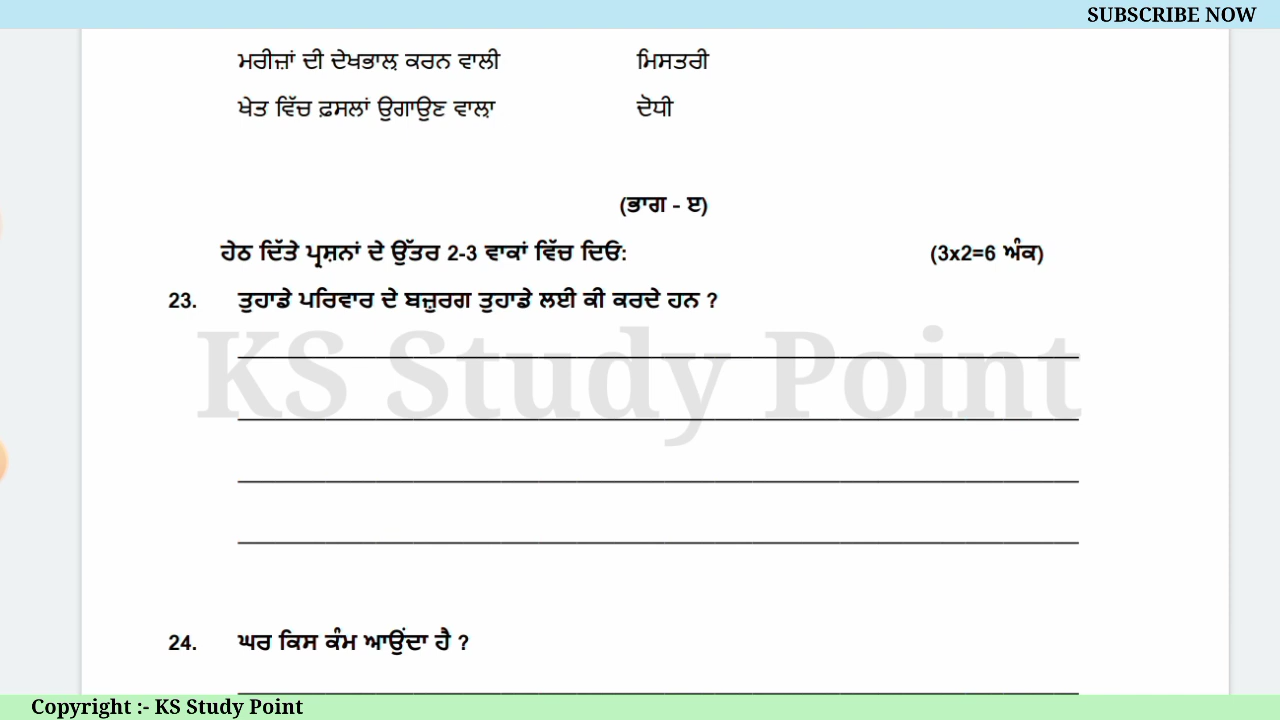 SUBSCRIBE NOW
ਮਰੀਜ਼ਾਂ ਦੀ ਦੇਖਭਾਲ਼ ਕਰਨ ਵਾਲੀ ਮਿਸਤਰੀ
ਖੇਤ ਵਿੱਚ ਫ਼ਸਲਾਂ ਉਗਾਉਣ ਵਾਲ਼ਾ ਦੋਧੀ
(ਭਾਗ - ੲ)
ਹੇਠ ਦਿੱਤੇ ਪ੍ਰਸ਼ਨਾਂ ਦੇ ਉੱਤਰ 2-3 ਵਾਕਾਂ ਵਿੱਚ ਦਿਓ: (3x2=6 ਅੰਕ)
23. ਤੁਹਾਡੇ ਪਰਿਵਾਰ ਦੇ ਬਜ਼ੁਰਗ ਤੁਹਾਡੇ ਲਈ ਕੀ ਕਰਦੇ ਹਨ ?
KS Study Point
24. ਘਰ ਕਿਸ ਕੰਮ ਆਉਂਦਾ ਹੈ ?
Copyright :- KS Study Point